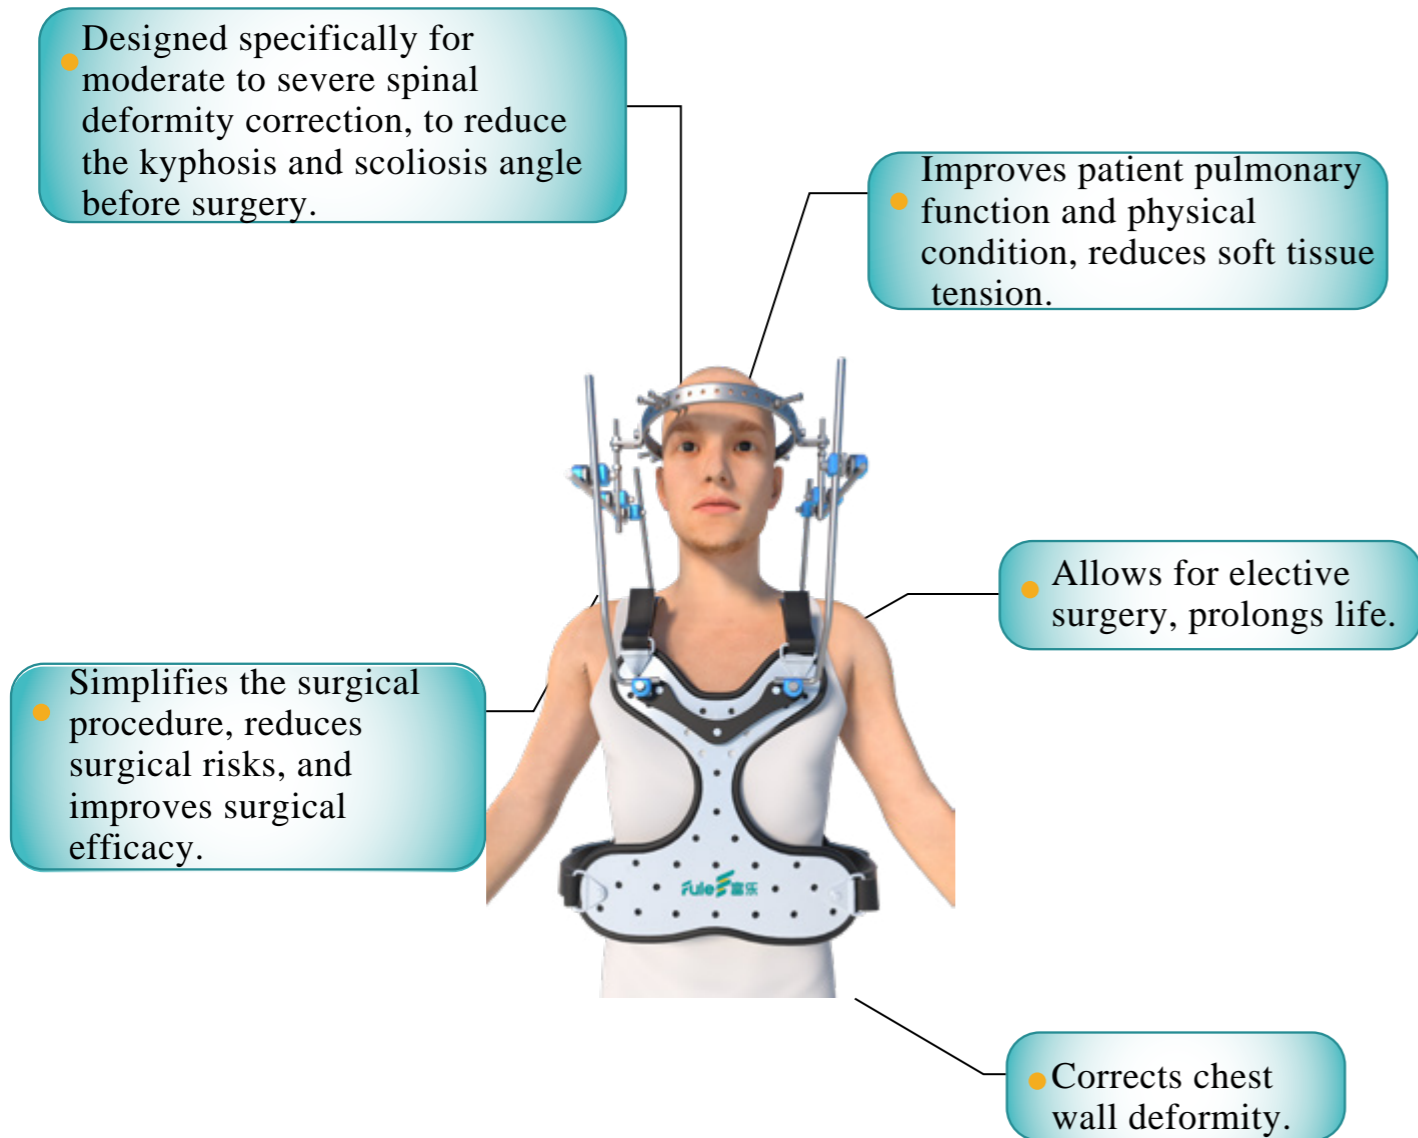 Designed specifically for
moderate to severe spinal
deformity correction, to reduce
the kyphosis and scoliosis angle
before surgery.
Improves patient pulmonary
function and physical
condition, reduces soft tissue
tension.
Allows for elective
surgery, prolongs life.
Simplifies the surgical
procedure, reduces
surgical risks, and
improves surgical
efficacy.
Fule 富乐
Corrects chest
wall deformity.